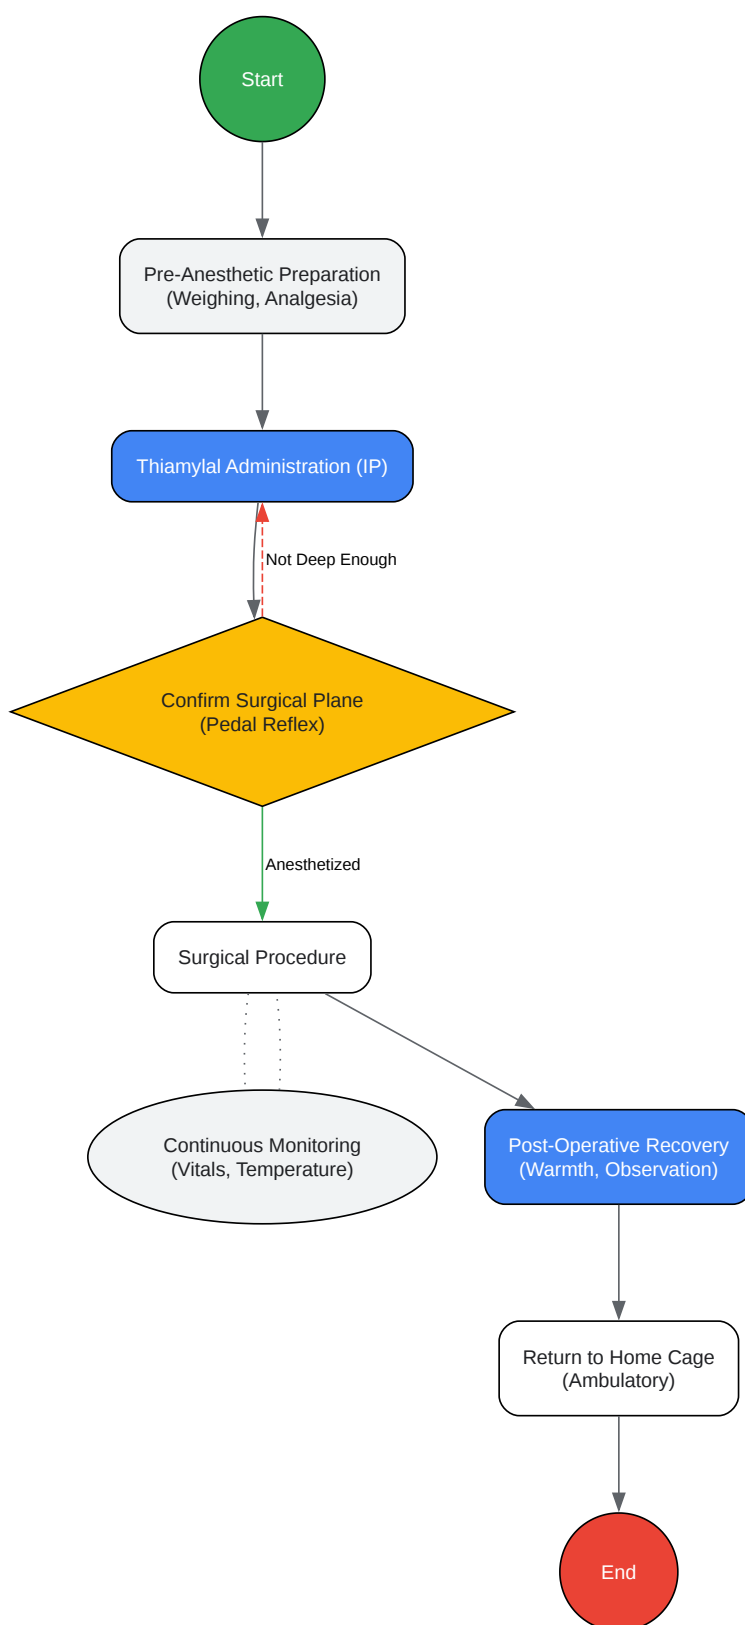 Start
Pre-Anesthetic Preparation
(Weighing, Analgesia)
Thiamylal Administration (IP)
Not Deep Enough
Confirm Surgical Plane
(Pedal Reflex)
Anesthetized
Surgical Procedure
Continuous Monitoring
(Vitals, Temperature)
Post-Operative Recovery
(Warmth, Observation)
Return to Home Cage
(Ambulatory)
End